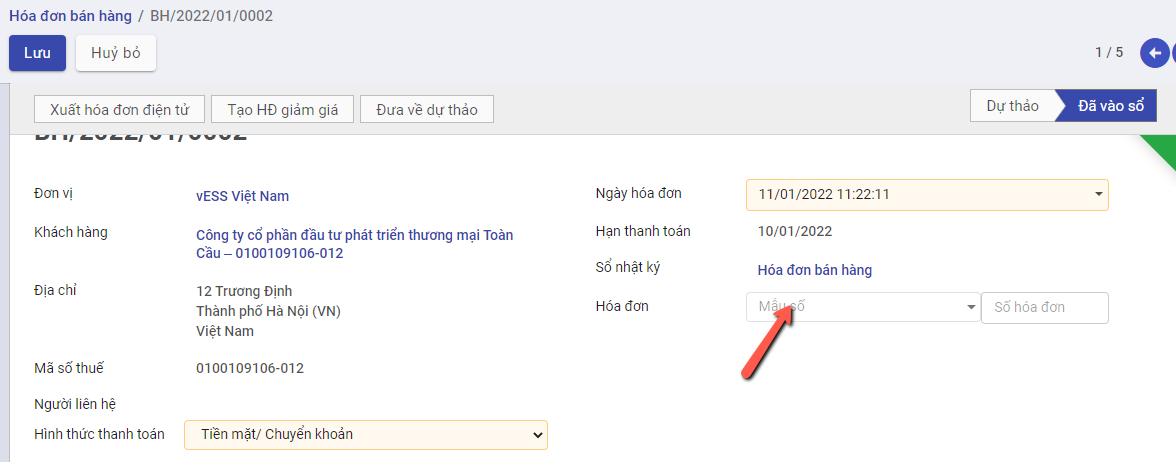 Hóa đơn bán hàng / BH/2022/01/0002
Lưu
Huỷ bỏ
1 / 5
Xuất hóa đơn điện tử
Tạo HĐ giảm giá
Đưa về dự thảo
Dự thảo
Đã vào sổ
BH/2022/01/0002
Đơn vị
vESS Việt Nam
Khách hàng
Công ty cổ phần đầu tư phát triển thương mại Toàn
Cầu – 0100109106-012
Địa chỉ
12 Trương Định
Thành phố Hà Nội (VN)
Việt Nam
Mã số thuế
0100109106-012
Người liên hệ
Hình thức thanh toán
Tiền mặt/ Chuyển khoản
Ngày hóa đơn
11/01/2022 11:22:11
Hạn thanh toán
10/01/2022
Sổ nhật ký
Hóa đơn bán hàng
Hóa đơn
Mẫu số
Số hóa đơn